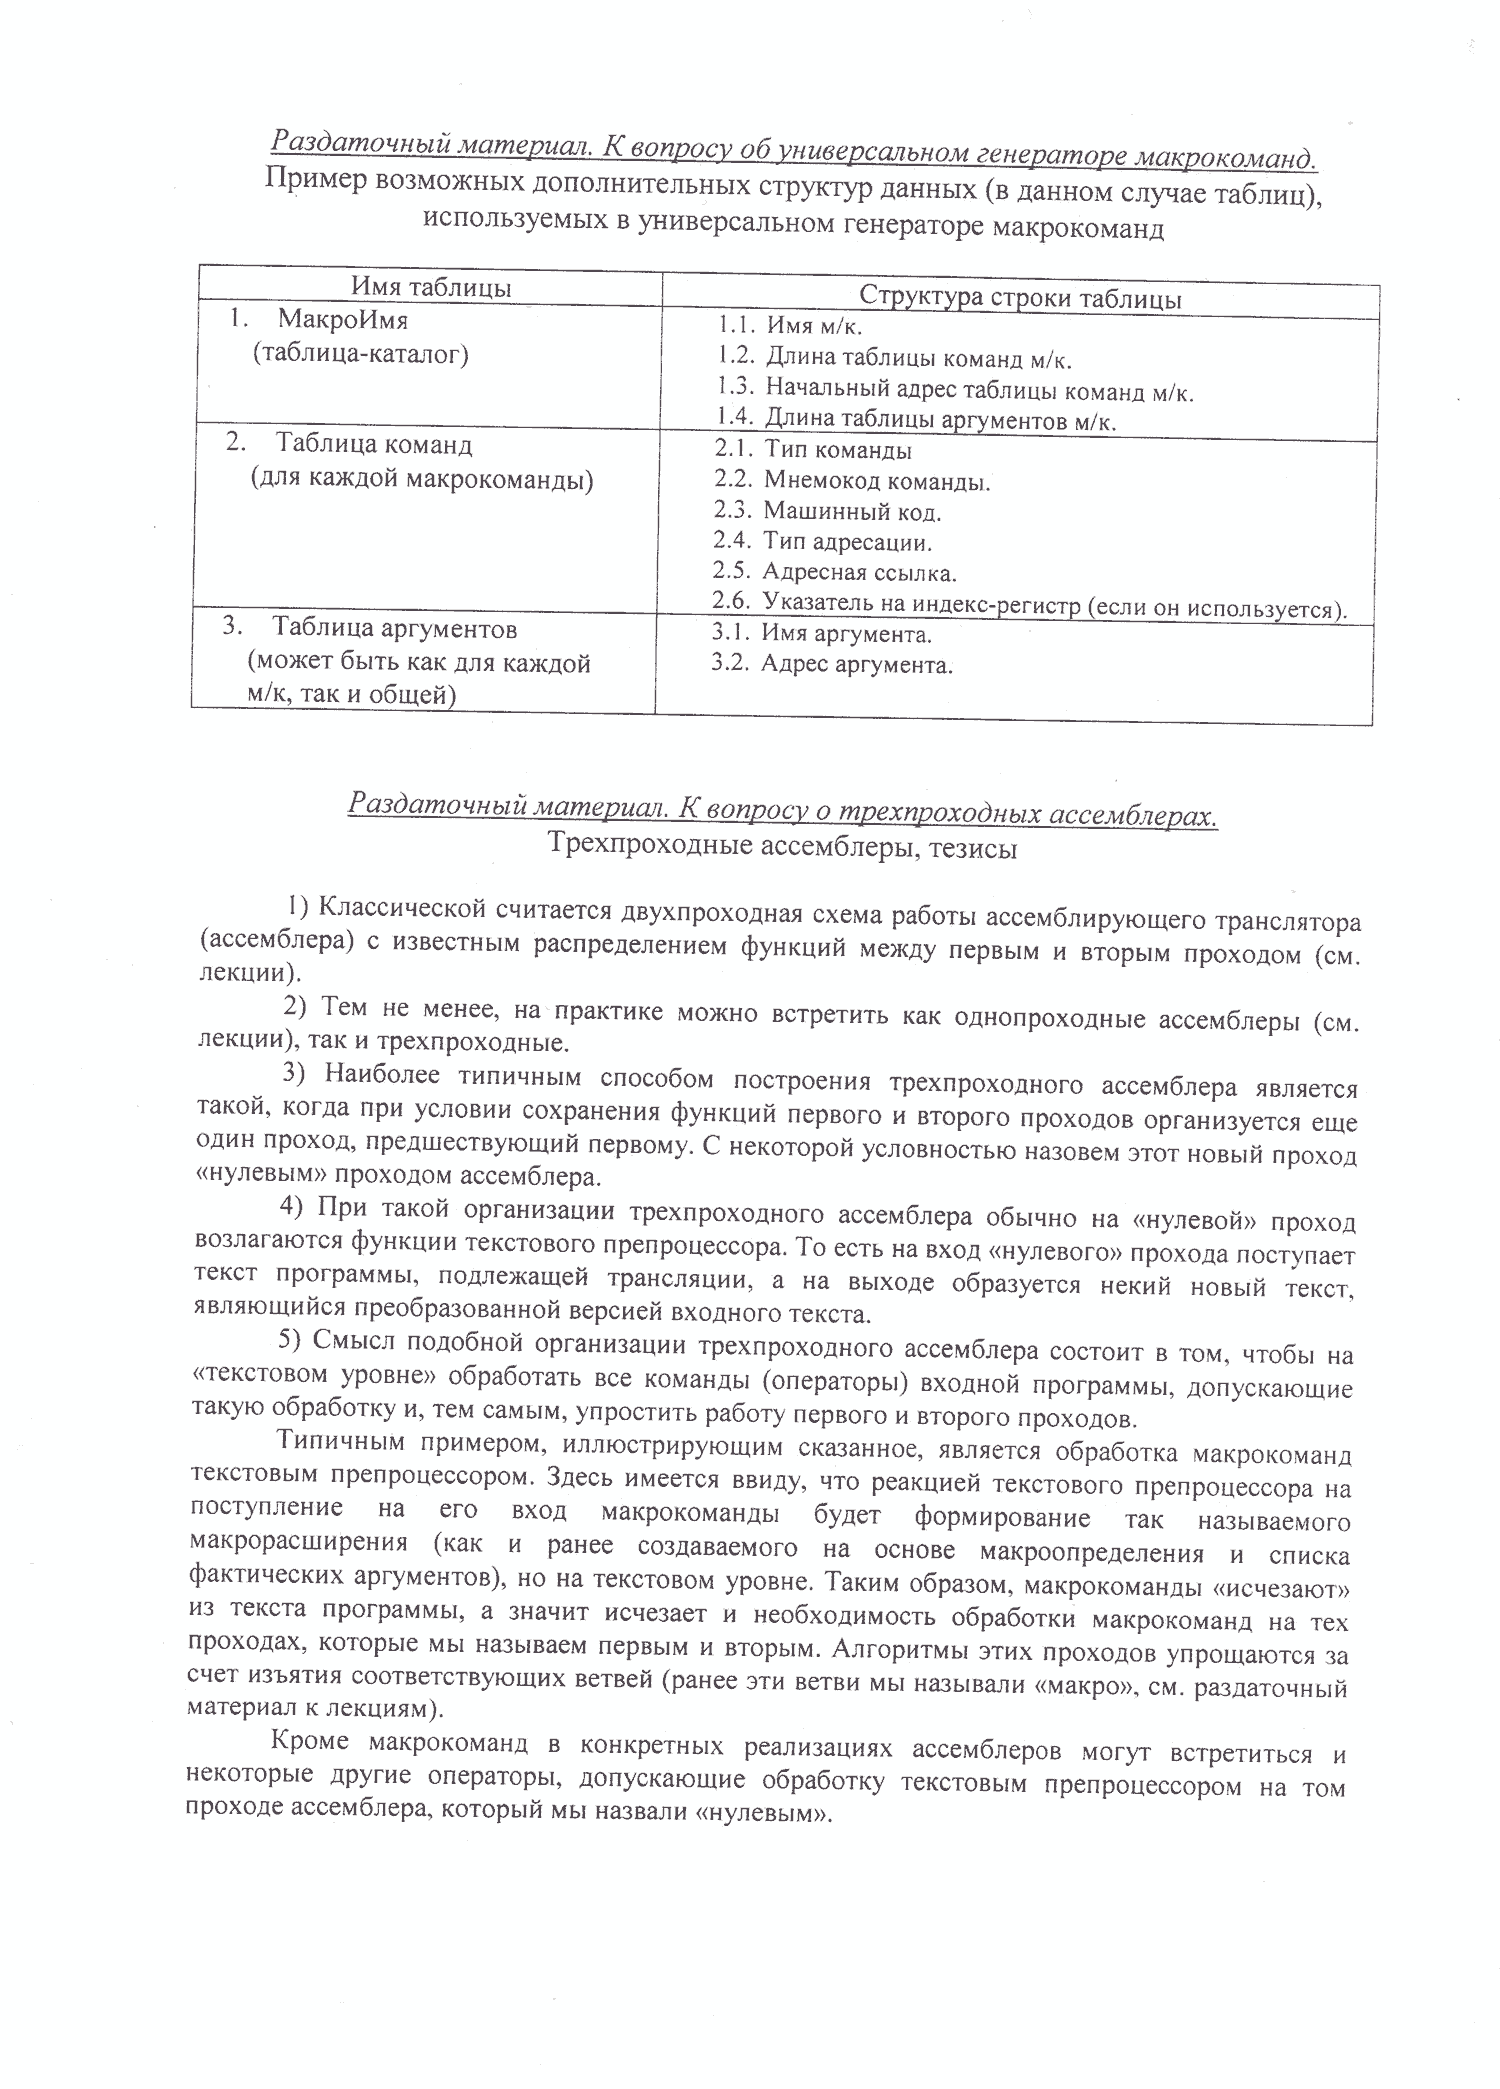 Раздаточный материал. К вопросу об универсальном генераторе макрокоманд.
Пример возможных дополнительных структур данных (в данном случае таблиц),
используемых в универсальном генераторе макрокоманд
Имя таблицы
Структура строки таблицы
1. МакроИмя
(таблица-каталог)
1.1. Имя м/к.
1.2. Длина таблицы команд м/к.
1.3. Начальный адрес таблицы команд м/к.
1.4. Длина таблицы аргументов м/к.
2. Таблица команд
(для каждой макрокоманды)
2.1. Тип команды
2.2. Мнемокод команды.
2.3. Машинный код.
2.4. Тип адресации.
2.5. Адресная ссылка.
2.6. Указатель на индекс-регистр (если он используется).
3. Таблица аргументов
(может быть как для каждой
м/к, так и общей)
3.1. Имя аргумента.
3.2. Адрес аргумента.
Раздаточный материал. К вопросу о трехпроходных ассемблерах.
Трехпроходные ассемблеры, тезисы
1) Классической считается двухпроходная схема работы ассемблирующего транслятора
(ассемблера) с известным распределением функций между первым и вторым проходом (см.
лекции).
2) Тем не менее, на практике можно встретить как однопроходные ассемблеры (см.
лекции), так и трехпроходные.
3) Наиболее типичным способом построения трехпроходного ассемблера является
такой, когда при условии сохранения функций первого и второго проходов организуется еще
один проход, предшествующий первому. С некоторой условностью назовем этот новый проход
«нулевым» проходом ассемблера.
4) При такой организации трехпроходного ассемблера обычно на «нулевой» проход
возлагаются функции текстового препроцессора. То есть на вход «нулевого» прохода поступает
текст программы, подлежащей трансляции, а на выходе образуется некий новый текст,
являющийся преобразованной версией входного текста.
5) Смысл подобной организации трехпроходного ассемблера состоит в том, чтобы на
«текстовом уровне» обработать все команды (операторы) входной программы, допускающие
такую обработку и, тем самым, упростить работу первого и второго проходов.
Типичным примером, иллюстрирующим сказанное, является обработка макрокоманд
текстовым препроцессором. Здесь имеется ввиду, что реакцией текстового препроцессора на
поступление на его вход макрокоманды будет формирование так называемого
макрорасширения (как и ранее создаваемого на основе макроопределения и списка
фактических аргументов), но на текстовом уровне. Таким образом, макрокоманды «исчезают»
из текста программы, а значит исчезает и необходимость обработки макрокоманд на тех
проходах, которые мы называем первым и вторым. Алгоритмы этих проходов упрощаются за
счет изъятия соответствующих ветвей (ранее эти ветви мы называли «макро», см. раздаточный
материал к лекциям).
Кроме макрокоманд в конкретных реализациях ассемблеров могут встретиться и
некоторые другие операторы, допускающие обработку текстовым препроцессором на том
проходе ассемблера, который мы назвали «нулевым».